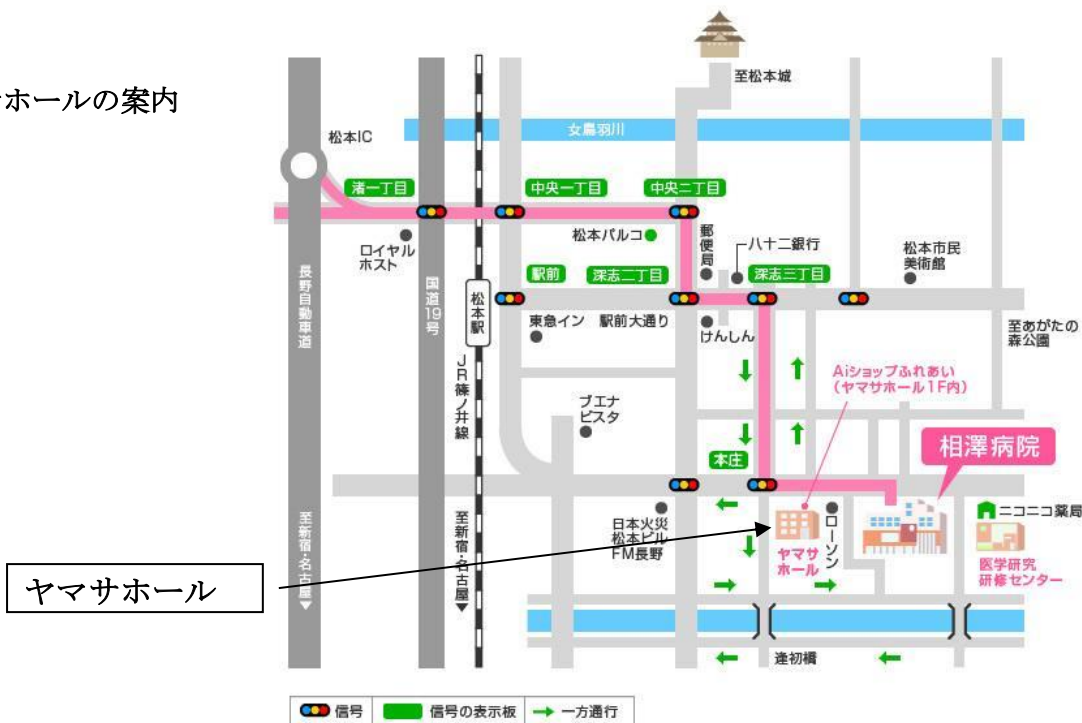 ホールの案内
至松本城
女鳥羽川
松本IC
渚一丁目
中央一丁目
中央二丁目
ロイヤル
ホスト
松本パルコ
郵便局
八十二銀行
松本市民
美術館
長野自動車道
国道19号
松本駅
駅前
深志二丁目
深志三丁目
東急イン
駅前大通り
けんしん
至あがたの
森公園
JR篠ノ井線
Aiショップふれあい
(ヤマサホール1F内)
ブエナ
ビスタ
本庄
相澤病院
日本火災
松本ビル
FM長野
ヤマサ
ホール
ローソン
ニコニコ薬局
医学研究
研修センター
至新宿・名古屋
至新宿・名古屋
ヤマサホール
逢初橋
信号
信号の表示板
一方通行